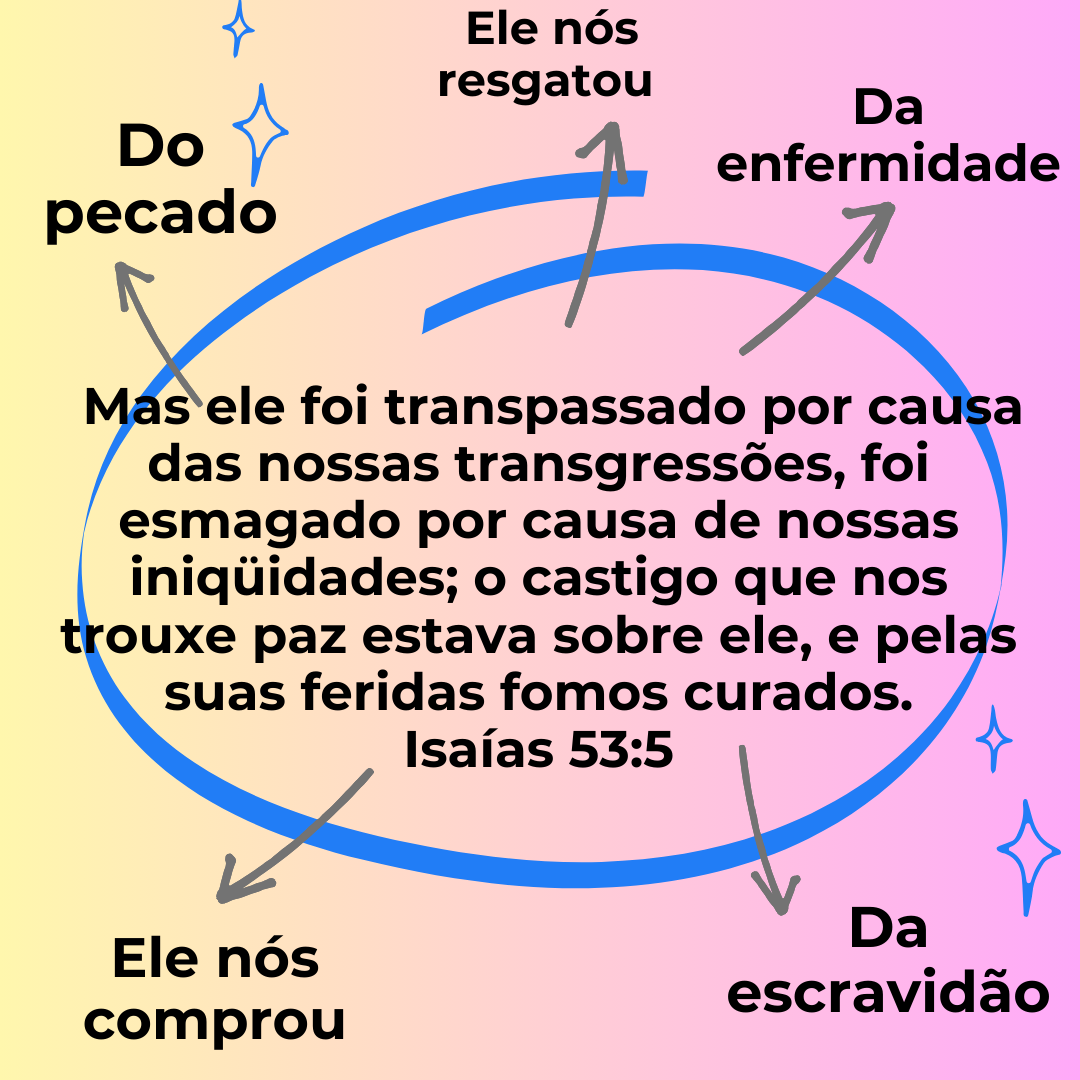 Ele nós
resgatou
Da
enfermidade
Do
pecado
Mas ele foi transpassado por causa
das nossas transgressões, foi
esmagado por causa de nossas
iniqüidades; o castigo que nos
trouxe paz estava sobre ele, e pelas
suas feridas fomos curados.
Isaías 53:5
Ele nós
comprou
Da
escravidão